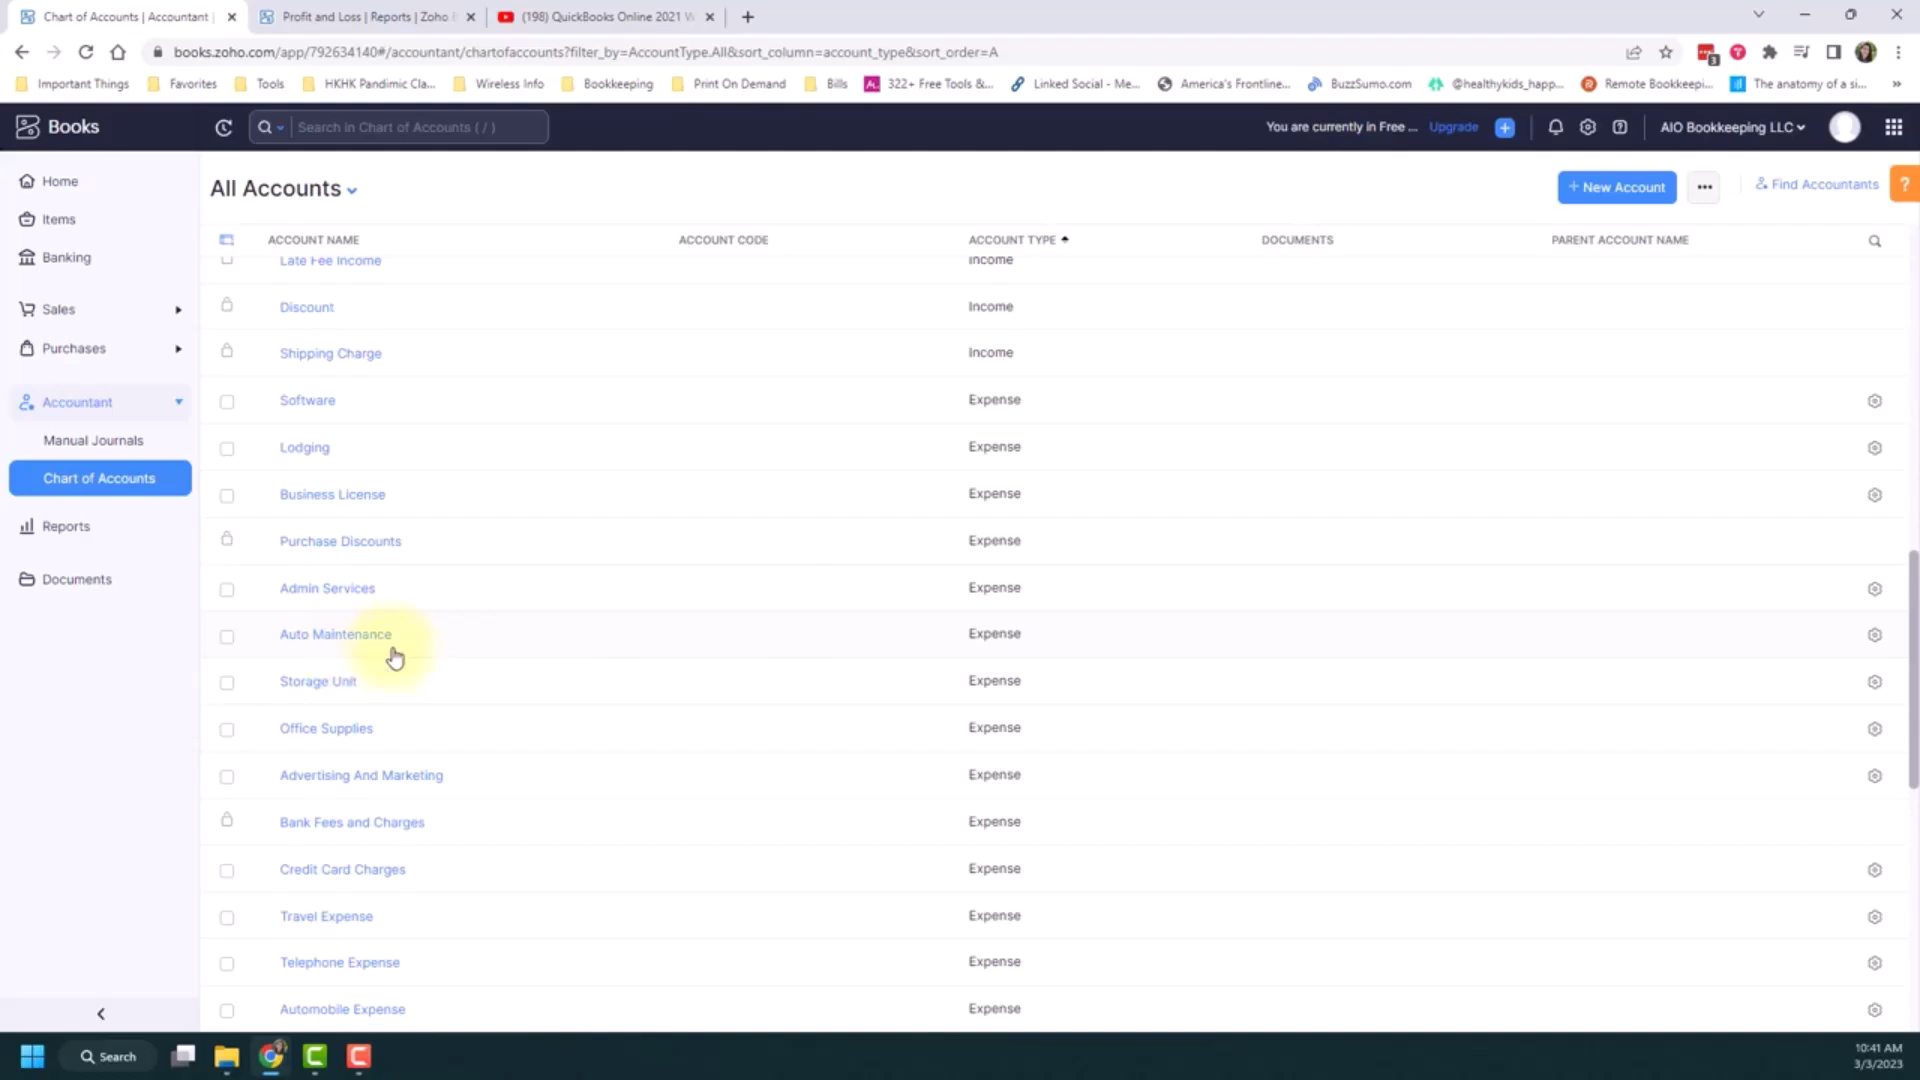 Chart of Accounts | Accountant |
Profit and Loss | Reports | Zoho
(198) QuickBooks Online 2021
books.zoho.com/app/792634140#/accountant/chartofaccounts?filter_by=AccountType.All&sort_column=account_type&sort_order=A
3
Important Things
Favorites
Tools
HKHK Pandimic Cla...
Wireless Info
Bookkeeping
Print On Demand
Bills
322+ Free Tools &...
Linked Social - Me...
America's Frontline...
BuzzSumo.com
@healthykids_happ...
Remote Bookkeepi...
The anatomy of a si...
Books
Search in Chart of Accounts ( / )
You are currently in Free ...
Upgrade
AIO Bookkeeping LLC
Home
Items
Banking
Sales
Purchases
Accountant
Manual Journals
Chart of Accounts
Reports
Documents
All Accounts
+ New Account
Find Accountants
?
ACCOUNT NAME ACCOUNT CODE ACCOUNT TYPE DOCUMENTS PARENT ACCOUNT NAME
Late Fee Income Income
Discount Income
Shipping Charge Income
Software Expense
Lodging Expense
Business License Expense
Purchase Discounts Expense
Admin Services Expense
Auto Maintenance Expense
Storage Unit Expense
Office Supplies Expense
Advertising And Marketing Expense
Bank Fees and Charges Expense
Credit Card Charges Expense
Travel Expense Expense
Telephone Expense Expense
Automobile Expense Expense
Search
10:41 AM
3/3/2023